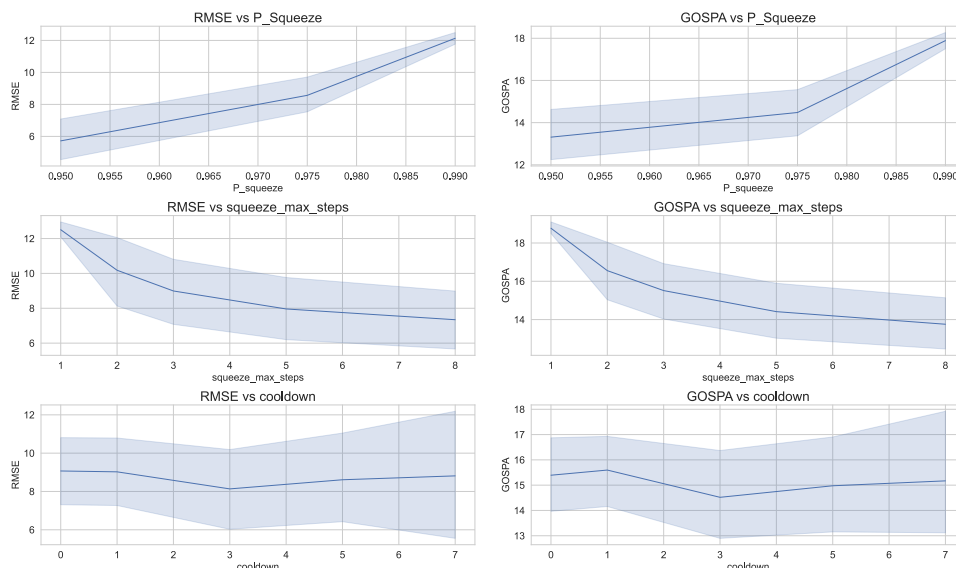 RMSE vs P_Squeeze
12
10
8
6
RMSE
0.950 0.955 0.960 0.965 0.970 0.975 0.980 0.985 0.990
P_squeeze
GOSPA vs P_Squeeze
18
16
14
12
GOSPA
0.950 0.955 0.960 0.965 0.970 0.975 0.980 0.985 0.990
P_squeeze
RMSE vs squeeze_max_steps
12
10
8
6
RMSE
1 2 3 4 5 6 7 8
squeeze_max_steps
GOSPA vs squeeze_max_steps
18
16
14
GOSPA
1 2 3 4 5 6 7 8
squeeze_max_steps
RMSE vs cooldown
12
10
8
6
RMSE
0 1 2 3 4 5 6 7
cooldown
GOSPA vs cooldown
18
17
16
15
14
13
GOSPA
0 1 2 3 4 5 6 7
cooldown